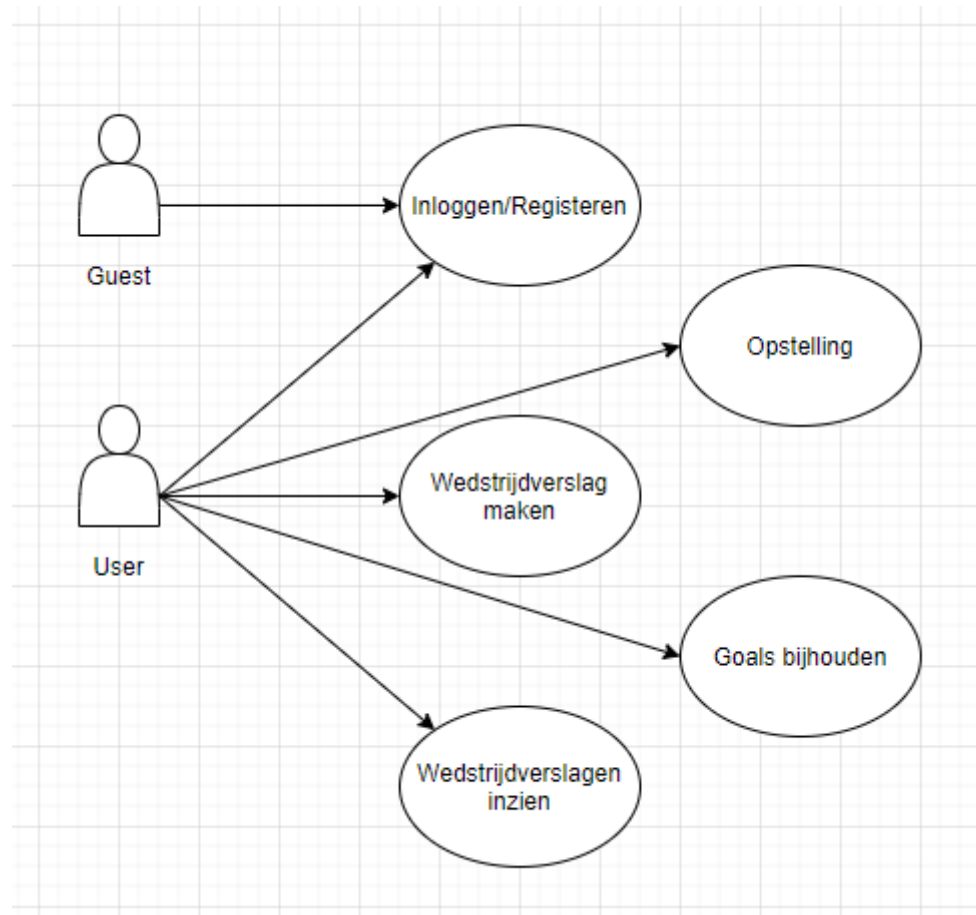 Inloggen/Registeren
Guest
Opstelling
Wedstrijdverslag
maken
User
Goals bijhouden
Wedstrijdverslagen
inzien